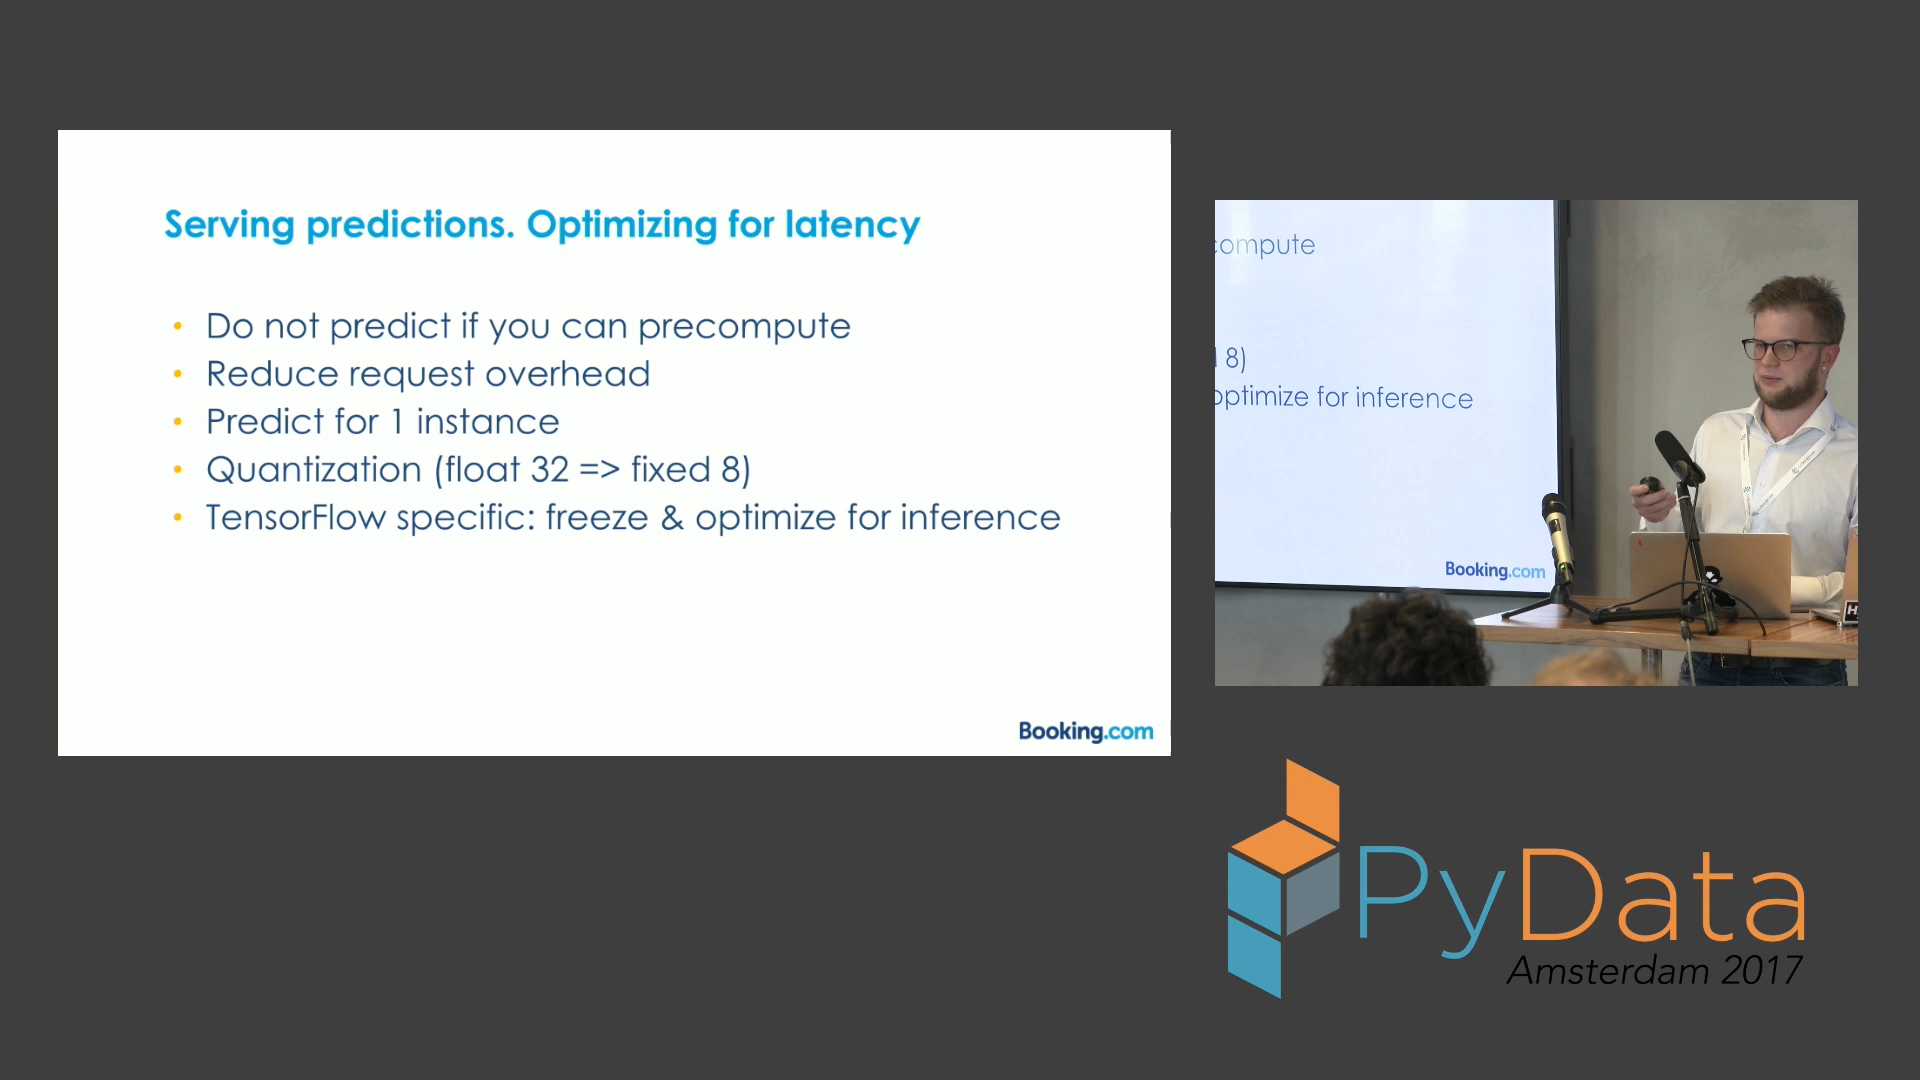 Serving predictions. Optimizing for latency
• Do not predict if you can precompute
• Reduce request overhead
• Predict for 1 instance
• Quantization (float 32 => fixed 8)
• TensorFlow specific: freeze & optimize for inference
Booking.com
compute
8)
optimize for inference
Booking.com
PyData
Amsterdam 2017